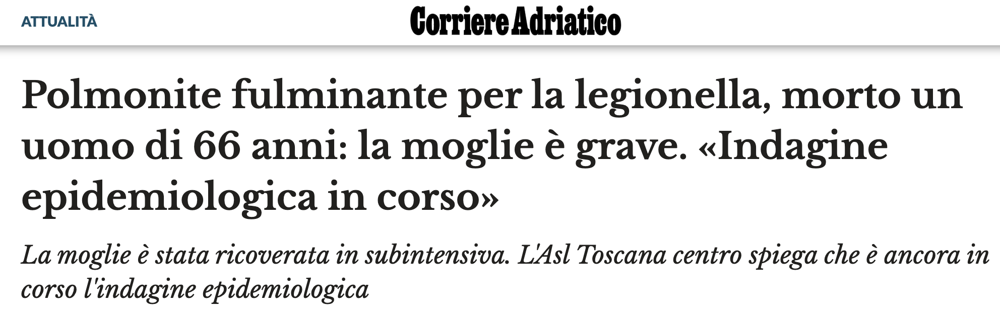 ATTUALITÀ
Corriere Adriatico
Polmonite fulminante per la legionella, morto un
uomo di 66 anni: la moglie è grave. «Indagine
epidemiologica in corso»
La moglie è stata ricoverata in subintensiva. L'Asl Toscana centro spiega che è ancora in
corso l'indagine epidemiologica